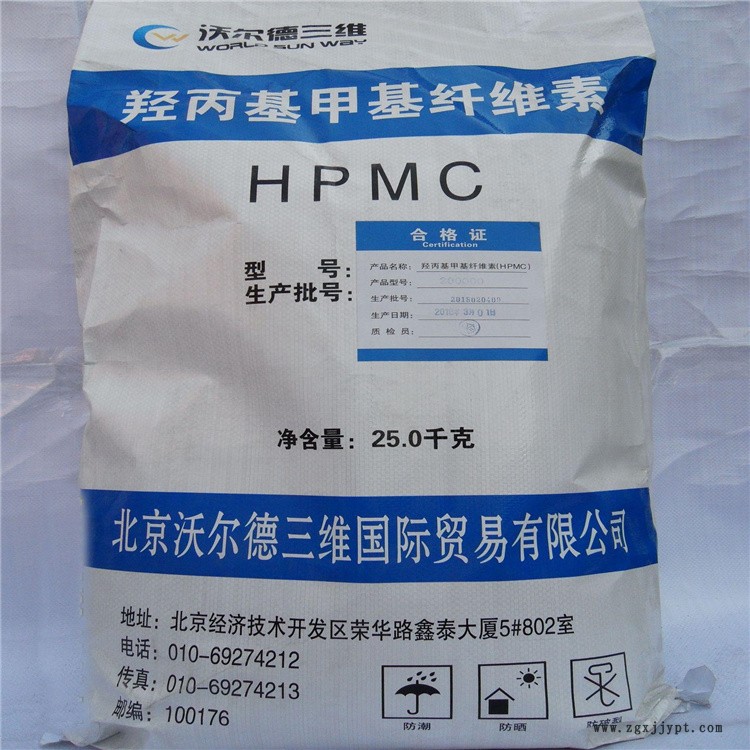 沃尔德三维
WORLD SUN WAY
羟丙基甲基纤维素
HPMC
合格证
Certification
型 号:
生产批号:
产品名称: 羟丙基甲基纤维素(HPMC)
产品型号:
生产批号:
生产日期:
质检员:
净含量: 25.0千克
北京沃尔德三维国际贸易有限公司
地址: 北京经济技术开发区荣华路鑫泰大厦5#802室
电话: 010-69274212
传真: 010-69274213
邮编: 100176
防潮 防晒
www.zgxjjypt.com